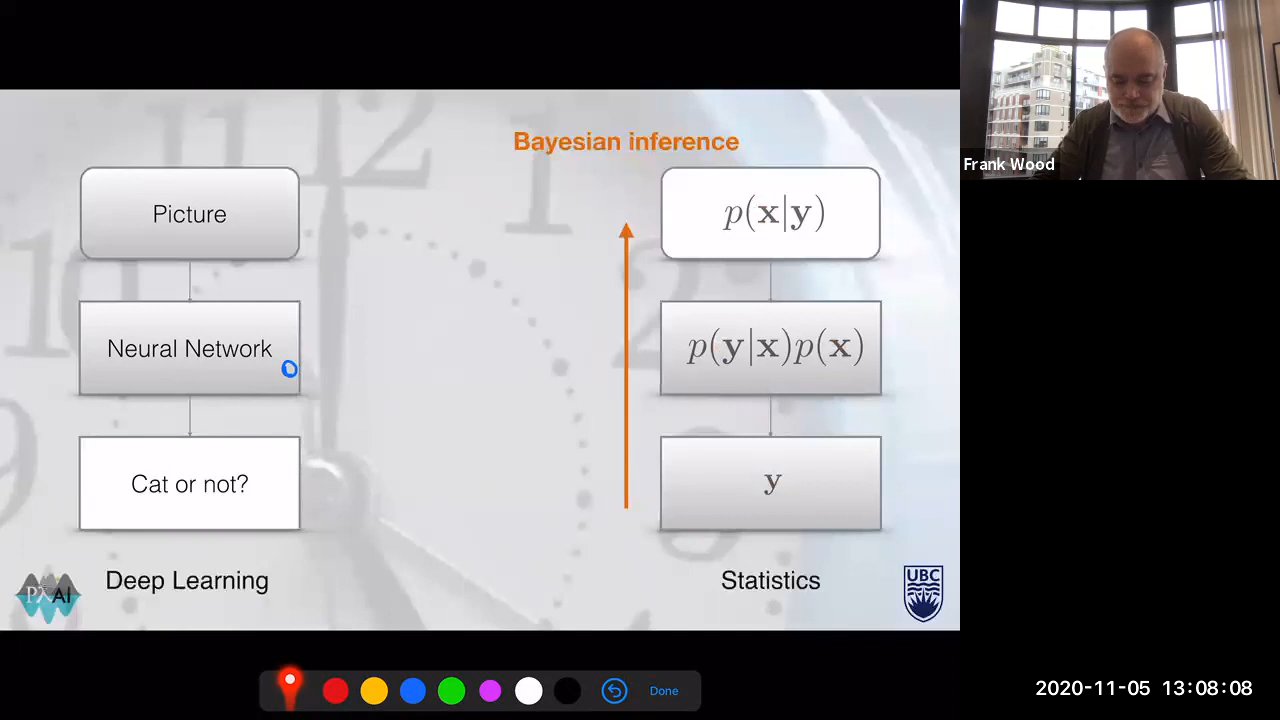 Bayesian inference
Picture
p(x|y)
Neural Network
O
p(y|x)p(x)
Cat or not?
y
Deep Learning
Statistics
PλAI
UBC
Done
Frank Wood
2020-11-05 13:08:08